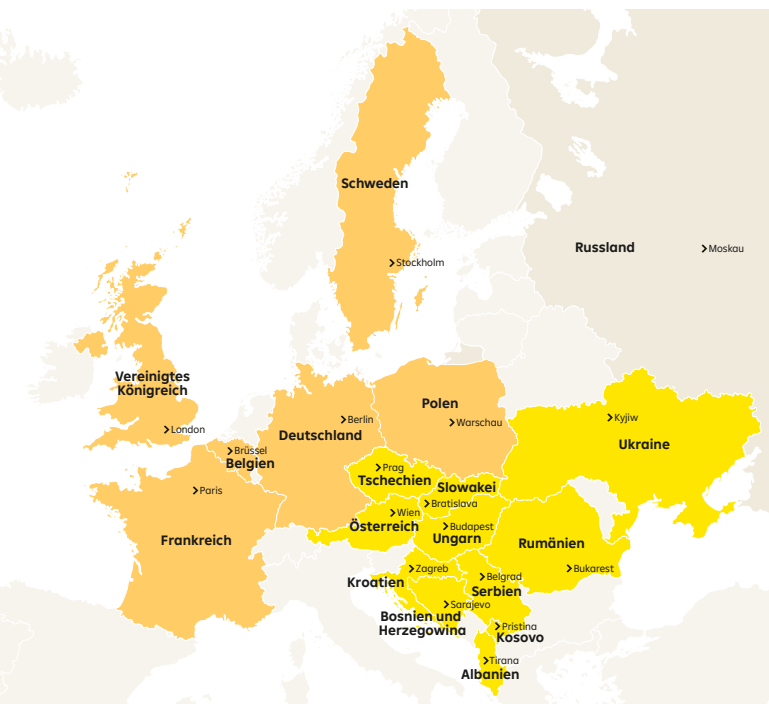 Schweden
Stockholm
Russland
Moskau
Vereinigtes
Königreich
London
Polen
Warschau
Berlin
Deutschland
Kyjiw
Ukraine
Brüssel
Belgien
Paris
Frankreich
Prag
Tschechien
Slowakei
Bratislava
Wien
Österreich
Budapest
Ungarn
Rumänien
Bukarest
Zagreb
Kroatien
Belgrad
Serbien
Sarajevo
Bosnien und
Herzegowina
Pristina
Kosovo
Tirana
Albanien